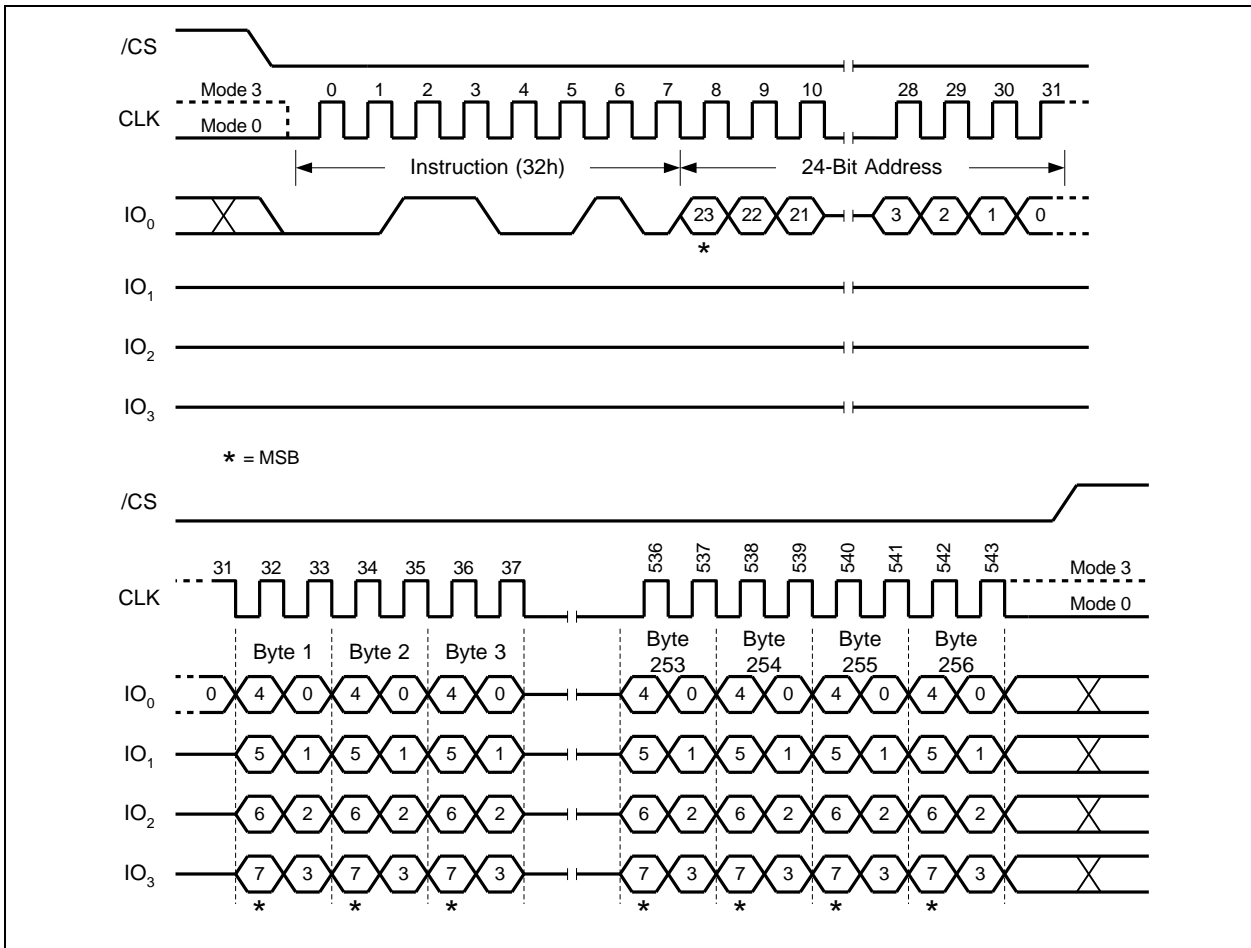 /CS
Mode 3 0 1 2 3 4 5 6 7 8 9 10 28 29 30 31
CLK
Mode 0
Instruction (32h) 24-Bit Address
IO0 23 22 21 3 2 1 0
*
IO1
IO2
IO3
* = MSB
/CS
31 32 33 34 35 36 37 536 537 538 539 540 541 542 543 Mode 3
CLK
Mode 0
Byte 1 Byte 2 Byte 3 Byte 253 Byte 254 Byte 255 Byte 256
IO0 0 4 0 4 0 4 0 4 0 4 0 4 0 4 0
IO1 5 1 5 1 5 1 5 1 5 1 5 1 5 1
IO2 6 2 6 2 6 2 6 2 6 2 6 2 6 2
IO3 7 3 7 3 7 3 7 3 7 3 7 3 7 3
* * * * * * *